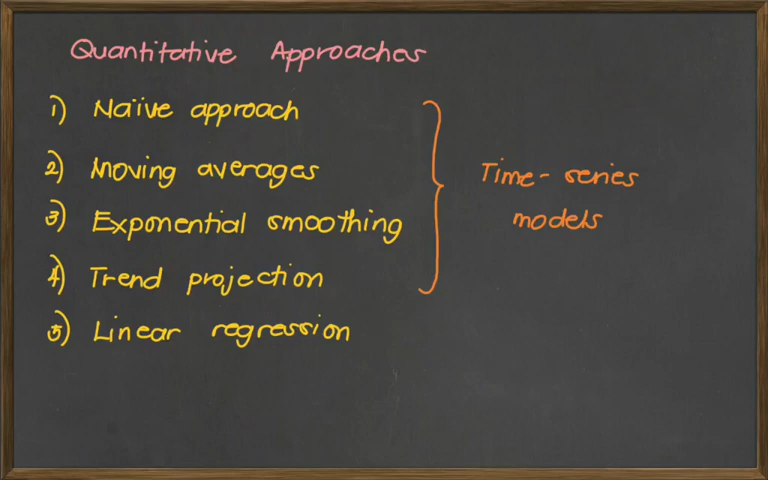 Quantitative Approaches
1) Naïve approach
2) Moving averages
3) Exponential smoothing
4) Trend projection
5) Linear regression
Time-series
models